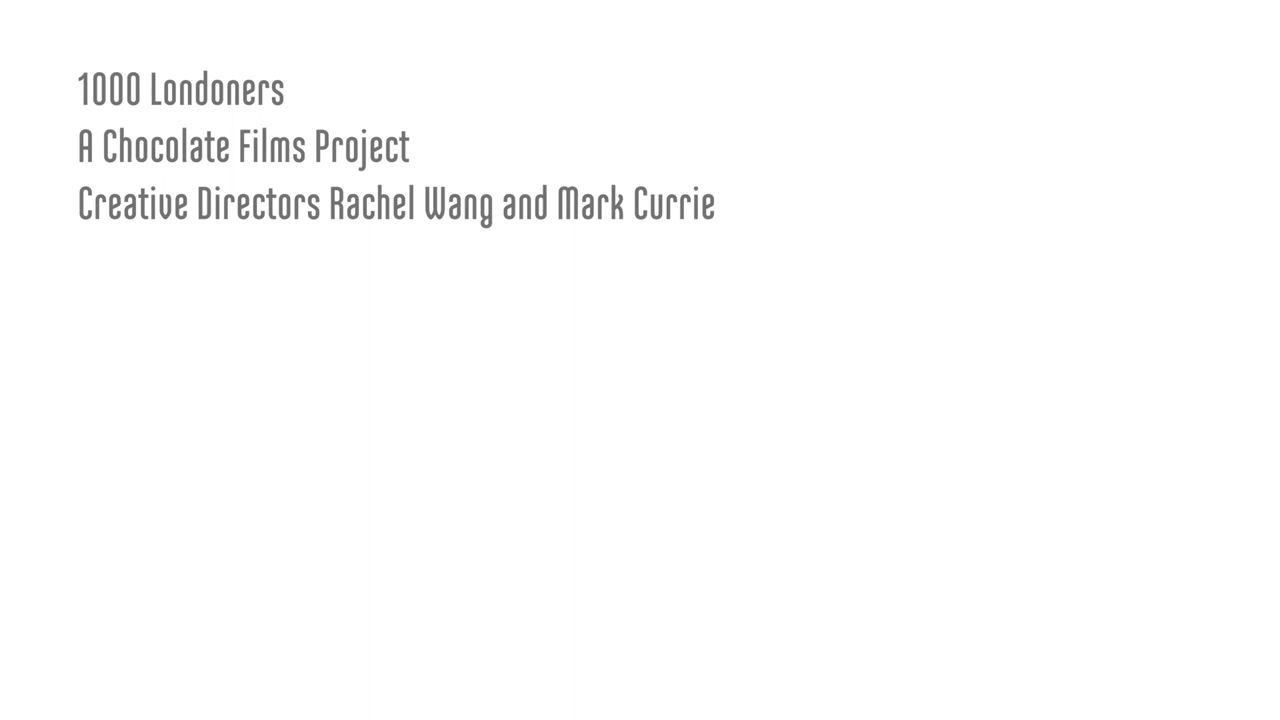 1000 Londoners
A Chocolate Films Project
Creative Directors Rachel Wang and Mark Currie